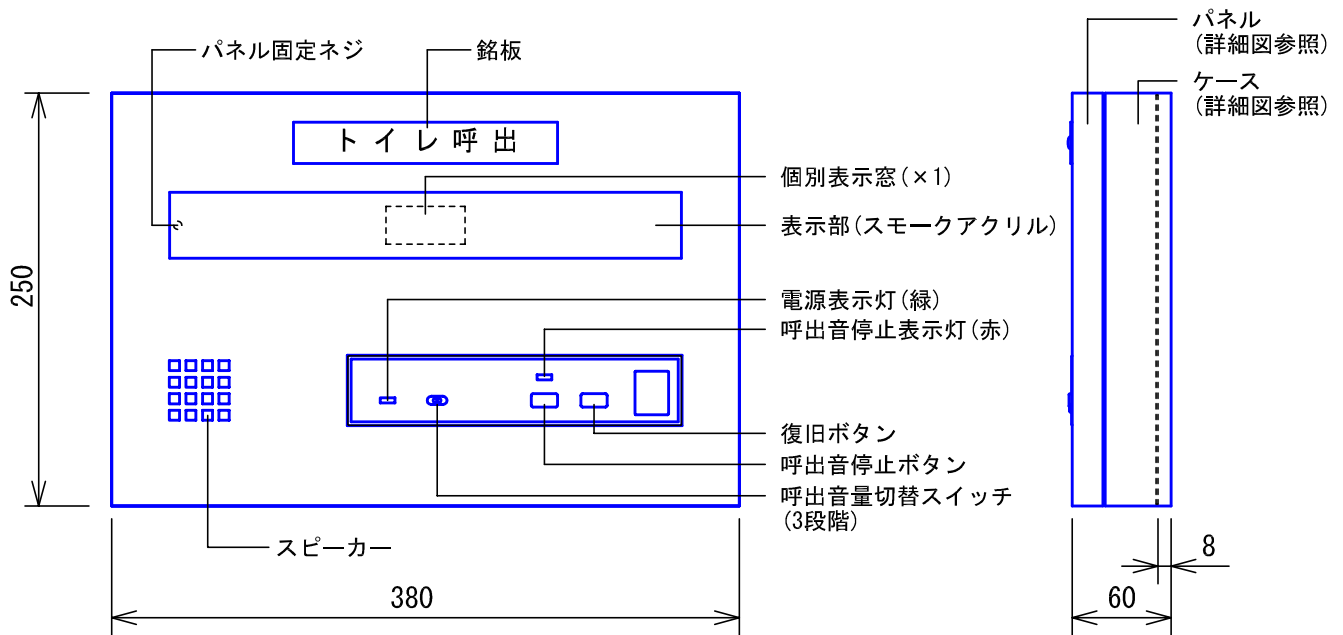 パネル固定ネジ
銘板
トイレ呼出
個別表示窓(×1)
表示部(スモークアクリル)
電源表示灯(緑)
呼出音停止表示灯(赤)
復旧ボタン
呼出音停止ボタン
呼出音量切替スイッチ
(3段階)
スピーカー
250
380
パネル
(詳細図参照)
ケース
(詳細図参照)
8
60